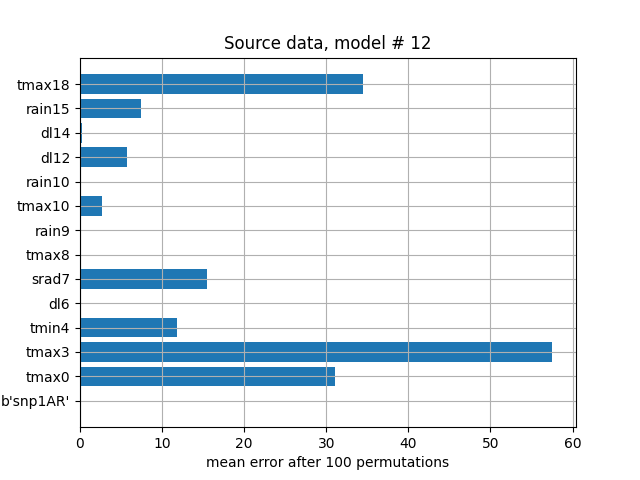 Source data, model # 12
tmax18
rain15
dl14
dl12
rain10
tmax10
rain9
tmax8
srad7
dl6
tmin4
tmax3
tmax0
b'snp1AR'
0 10 20 30 40 50 60
mean error after 100 permutations